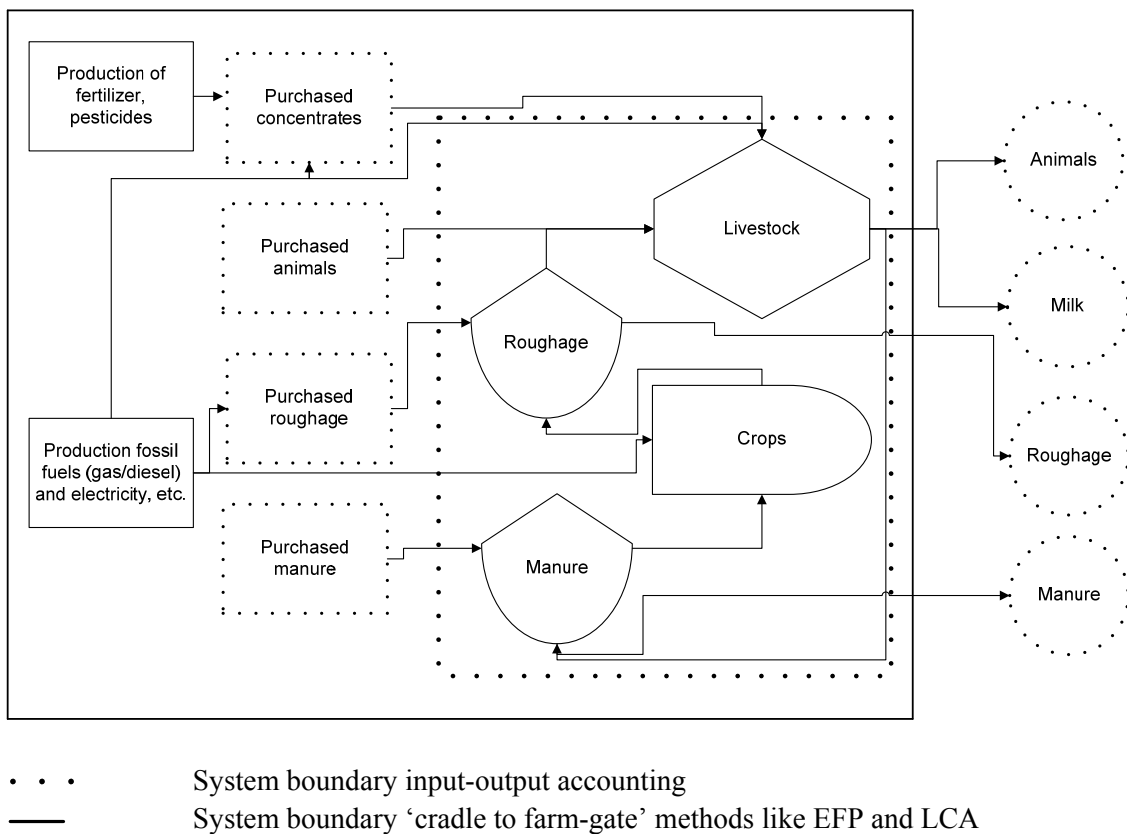 Production of
fertilizer,
pesticides
Purchased
concentrates
Purchased
animals
Purchased
roughage
Production fossil
fuels (gas/diesel)
and electricity, etc.
Purchased
manure
Livestock
Roughage
Crops
Manure
Animals
Milk
Roughage
Manure
System boundary input-output accounting
System boundary ‘cradle to farm-gate’ methods like EFP and LCA